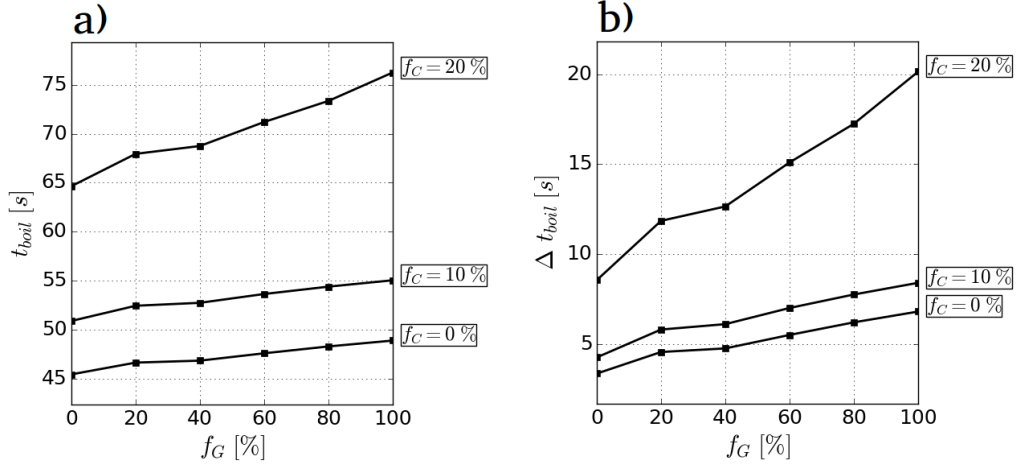 a)
75
70
65
60
55
50
45
0
20
40
60
80
100
t_boil [s]
f_G [%]
f_C = 20 %
f_C = 10 %
f_C = 0 %
b)
20
15
10
5
0
20
40
60
80
100
Δ t_boil [s]
f_G [%]
f_C = 20 %
f_C = 10 %
f_C = 0 %